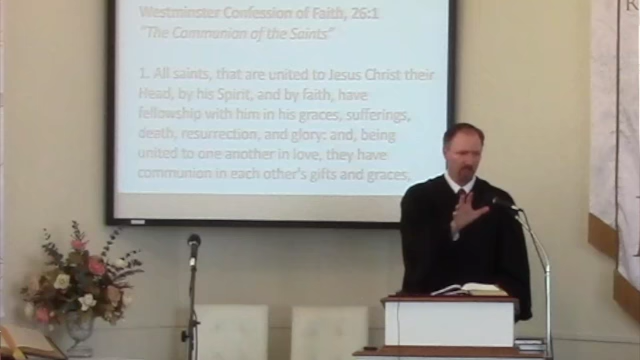 Westminster Confession of Faith, 26:1
"The Communion of the Saints"
1. All saints, that are united to Jesus Christ their
Head, by his Spirit, and by faith, have
fellowship with him in his graces, sufferings,
death, resurrection, and glory: and, being
united to one another in love, they have
communion in each other's gifts and graces,